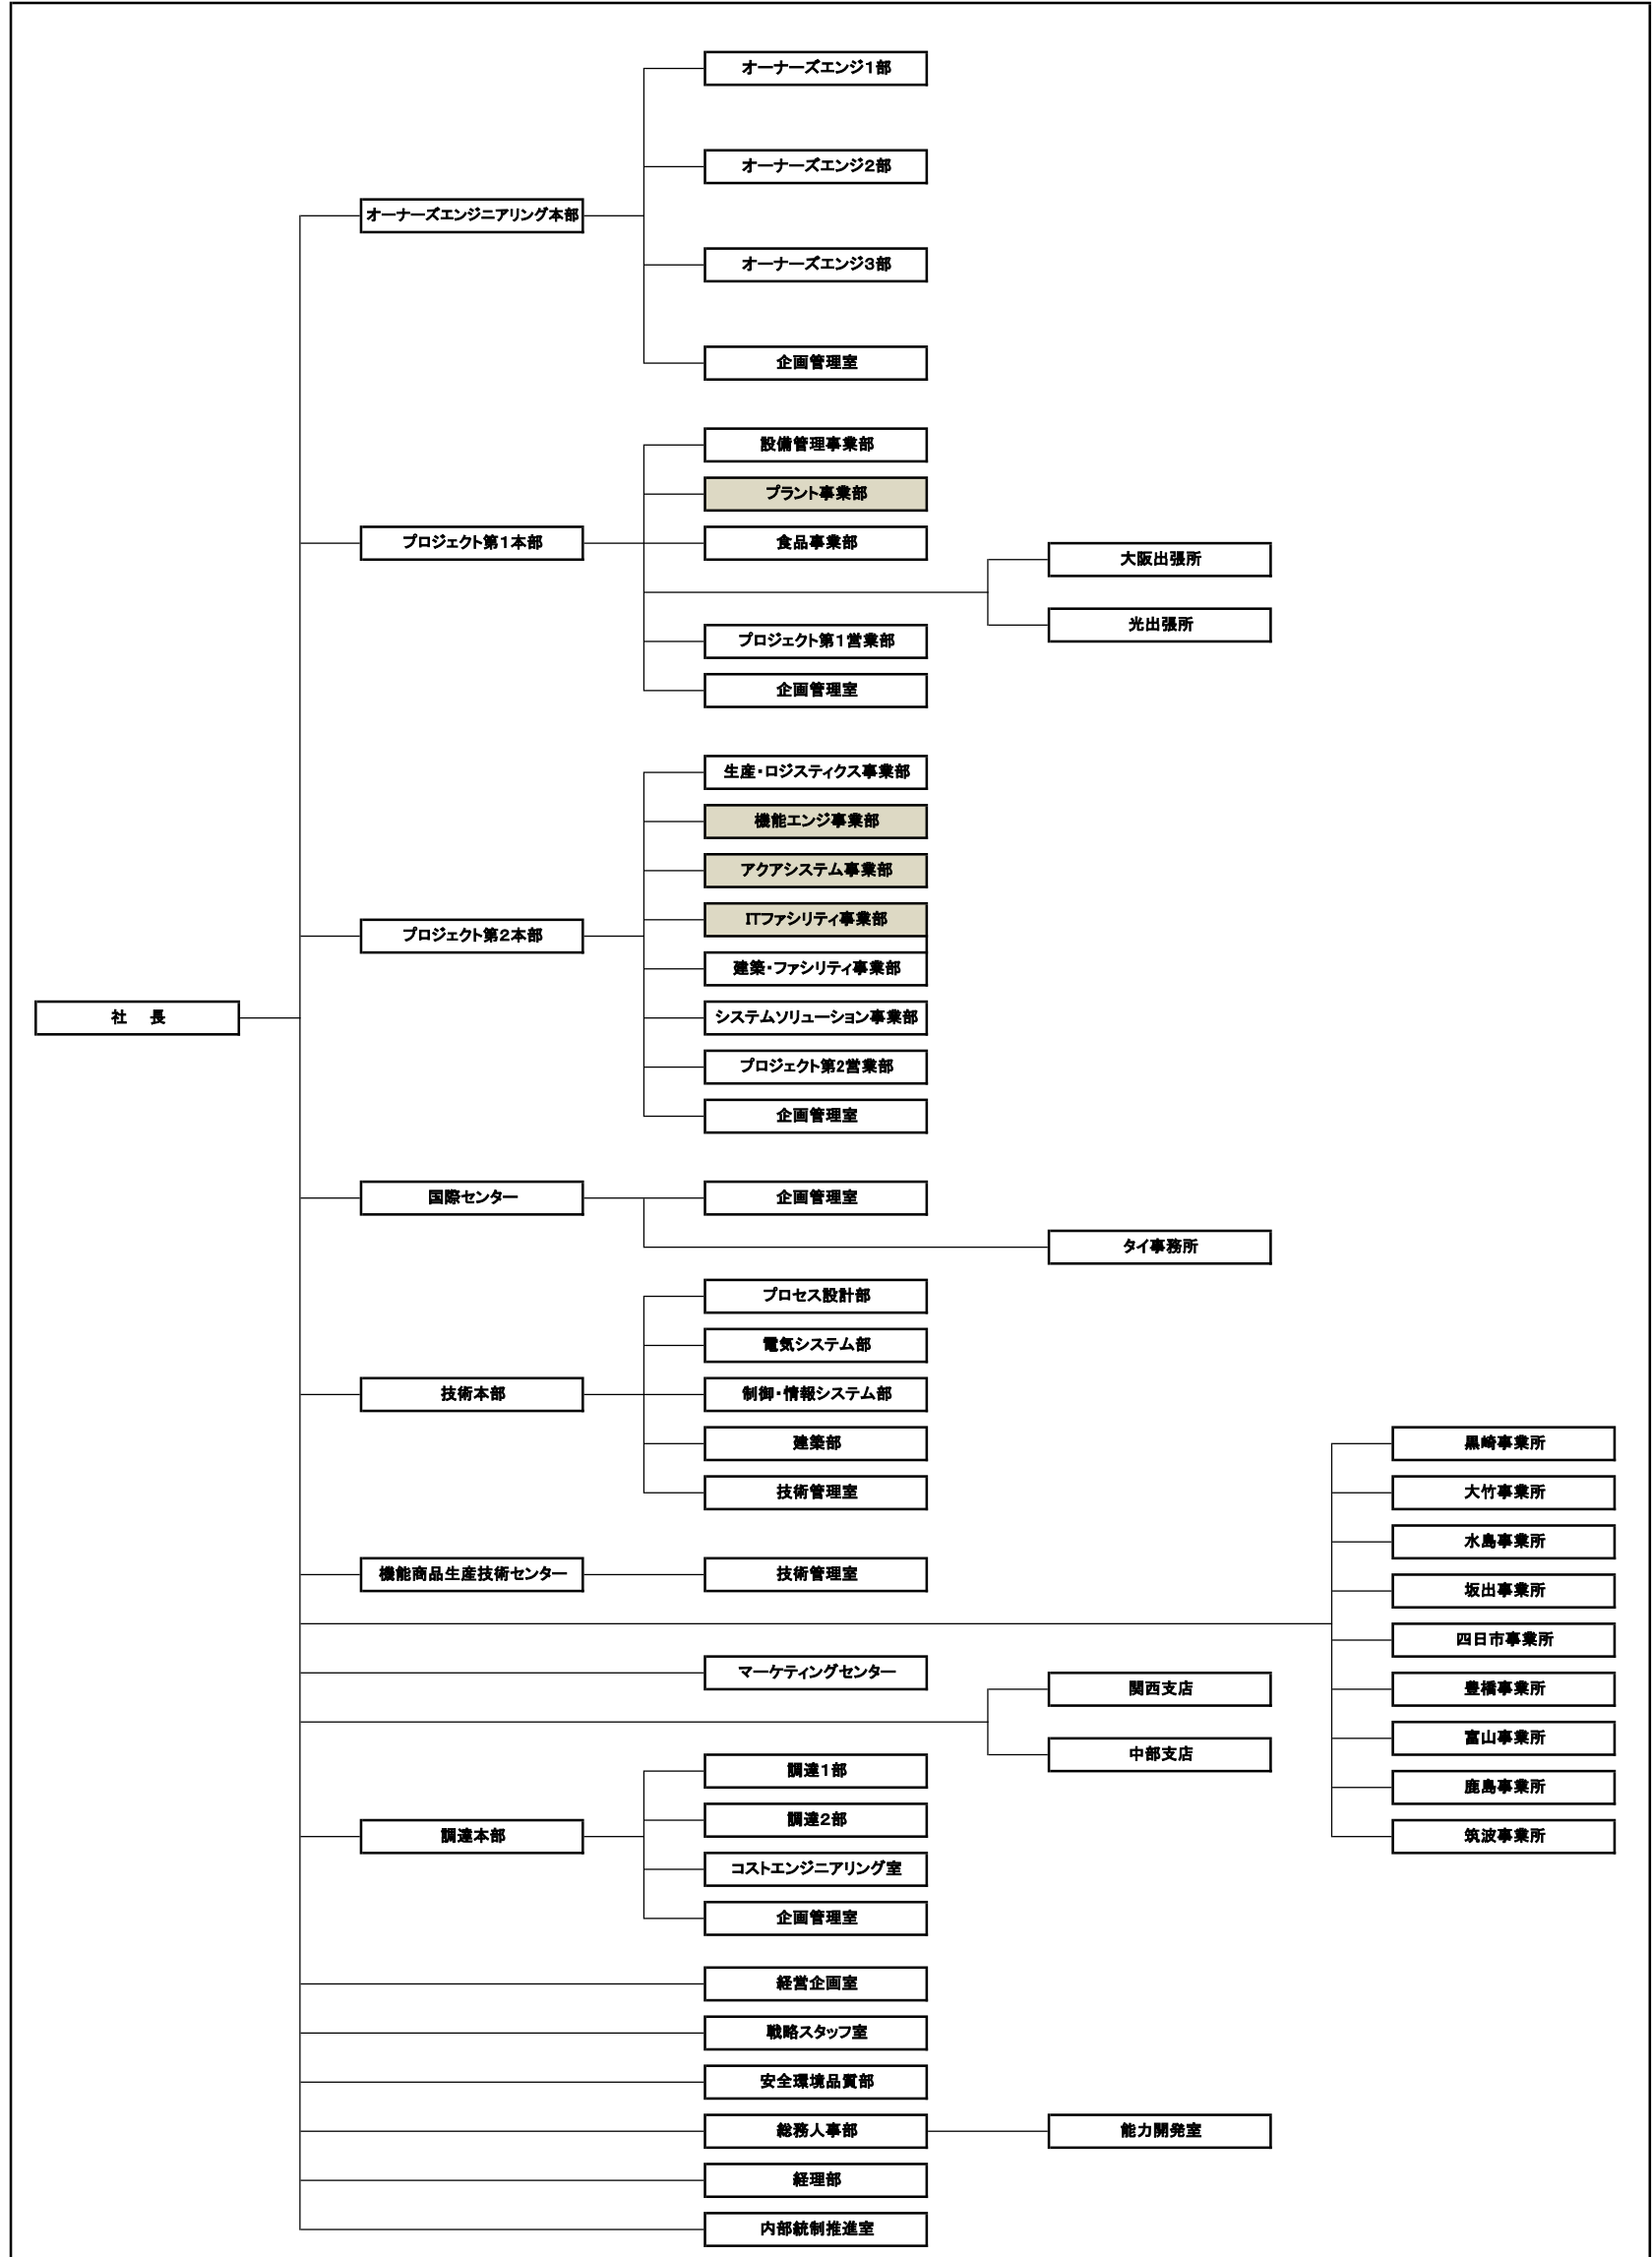 オーナーズエンジ1部
オーナーズエンジ2部
オーナーズエンジニアリング本部
オーナーズエンジ3部
企画管理室
設備管理事業部
プラント事業部
プロジェクト第1本部
食品事業部
大阪出張所
光出張所
プロジェクト第1営業部
企画管理室
生産・ロジスティクス事業部
機能エンジ事業部
アクアシステム事業部
ITファシリティ事業部
プロジェクト第2本部
建築・ファシリティ事業部
社　長
システムソリューション事業部
プロジェクト第2営業部
企画管理室
国際センター
企画管理室
タイ事務所
プロセス設計部
電気システム部
技術本部
制御・情報システム部
建築部
黒崎事業所
技術管理室
大竹事業所
水島事業所
機能商品生産技術センター
技術管理室
坂出事業所
四日市事業所
マーケティングセンター
関西支店
豊橋事業所
中部支店
富山事業所
調達1部
鹿島事業所
調達2部
調達本部
筑波事業所
コストエンジニアリング室
企画管理室
経営企画室
戦略スタッフ室
安全環境品質部
総務人事部
能力開発室
経理部
内部統制推進室